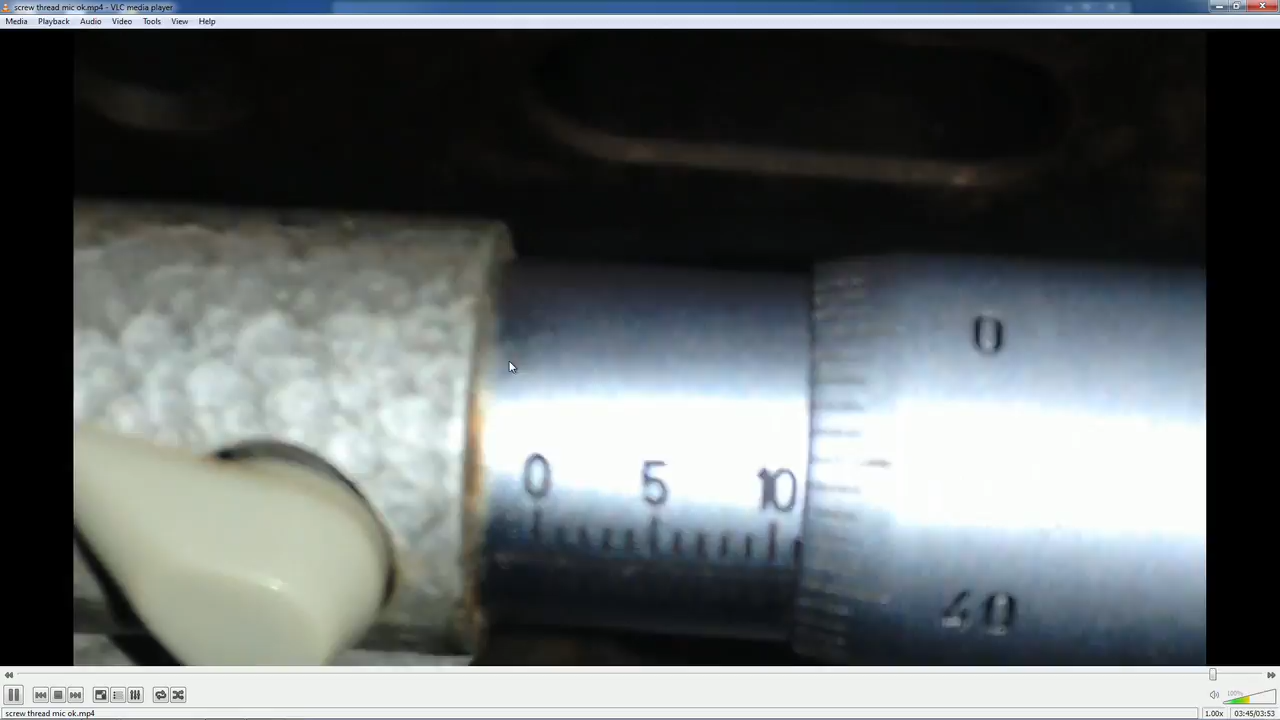 screw thread mic ok.mp4 - VLC media player
Media Playback Audio Video Tools View Help
0
0 5 10
40
100%
screw thread mic ok.mp4
1.00x 03:45/03:53